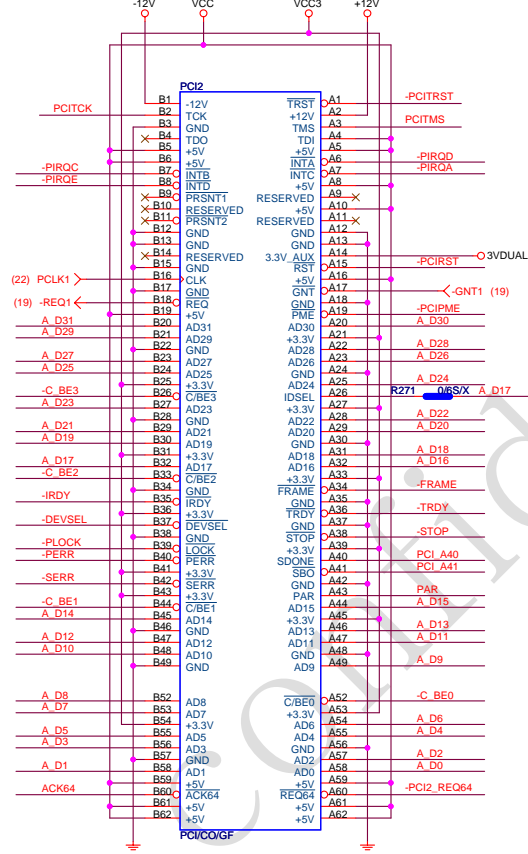 -12V VCC VCC3 +12V
PCI2
B1 -12V TRST A1 -PCITRST
PCITCK B2 TCK +12V A2
B3 GND TMS A3 PCITMS
B4 TDO TDI A4
B5 +5V +5V A5
B6 +5V INTA A6 -PIRQD
-PIRQC B7 INTB INTC A7 -PIRQA
-PIRQE B8 INTD +5V A8
B9 PRSNT1 RESERVED A9
B10 RESERVED +5V A10
B11 PRSNT2 RESERVED A11
B12 GND GND A12
B13 GND GND A13
B14 RESERVED 3.3V_AUX A14 3VDUAL
B15 GND RST A15 -PCIRST
(22) PCLK1 B16 CLK +5V A16
B17 GND GNT A17 -GNT1 (19)
(19) -REQ1 B18 REQ GND A18
B19 +5V PME A19 -PCIPME
A_D31 B20 AD31 AD30 A20 A_D30
A_D29 B21 AD29 +3.3V A21
B22 GND AD28 A22 A_D28
A_D27 B23 AD27 AD26 A23 A_D26
A_D25 B24 AD25 GND A24
B25 +3.3V AD24 A25 A_D24
-C_BE3 B26 C/BE3 IDSEL A26 R271 0/6S/X A_D17
A_D23 B27 AD23 +3.3V A27
B28 GND AD22 A28 A_D22
A_D21 B29 AD21 AD20 A29 A_D20
A_D19 B30 AD19 GND A30
B31 +3.3V AD18 A31 A_D18
A_D17 B32 AD17 AD16 A32 A_D16
-C_BE2 B33 C/BE2 +3.3V A33
B34 GND FRAME A34 -FRAME
-IRDY B35 IRDY GND A35
B36 +3.3V TRDY A36 -TRDY
-DEVSEL B37 DEVSEL GND A37
B38 GND STOP A38 -STOP
-PLOCK B39 LOCK +3.3V A39
-PERR B40 PERR SDONE A40 PCI_A40
B41 +3.3V SBO A41 PCI_A41
-SERR B42 SERR GND A42
B43 +3.3V PAR A43 PAR
-C_BE1 B44 C/BE1 AD15 A44 A_D15
A_D14 B45 AD14 +3.3V A45
B46 GND AD13 A46 A_D13
A_D12 B47 AD12 AD11 A47 A_D11
A_D10 B48 AD10 GND A48
B49 GND AD9 A49 A_D9
A_D8 B52 AD8 C/BE0 A52 -C_BE0
A_D7 B53 AD7 +3.3V A53
B54 +3.3V AD6 A54 A_D6
A_D5 B55 AD5 AD4 A55 A_D4
A_D3 B56 AD3 GND A56
B57 GND AD2 A57 A_D2
A_D1 B58 AD1 AD0 A58 A_D0
B59 +5V +5V A59
ACK64 B60 ACK64 REQ64 A60 -PCI2_REQ64
B61 +5V +5V A61
B62 +5V +5V A62
PCI/CO/GF
Confid